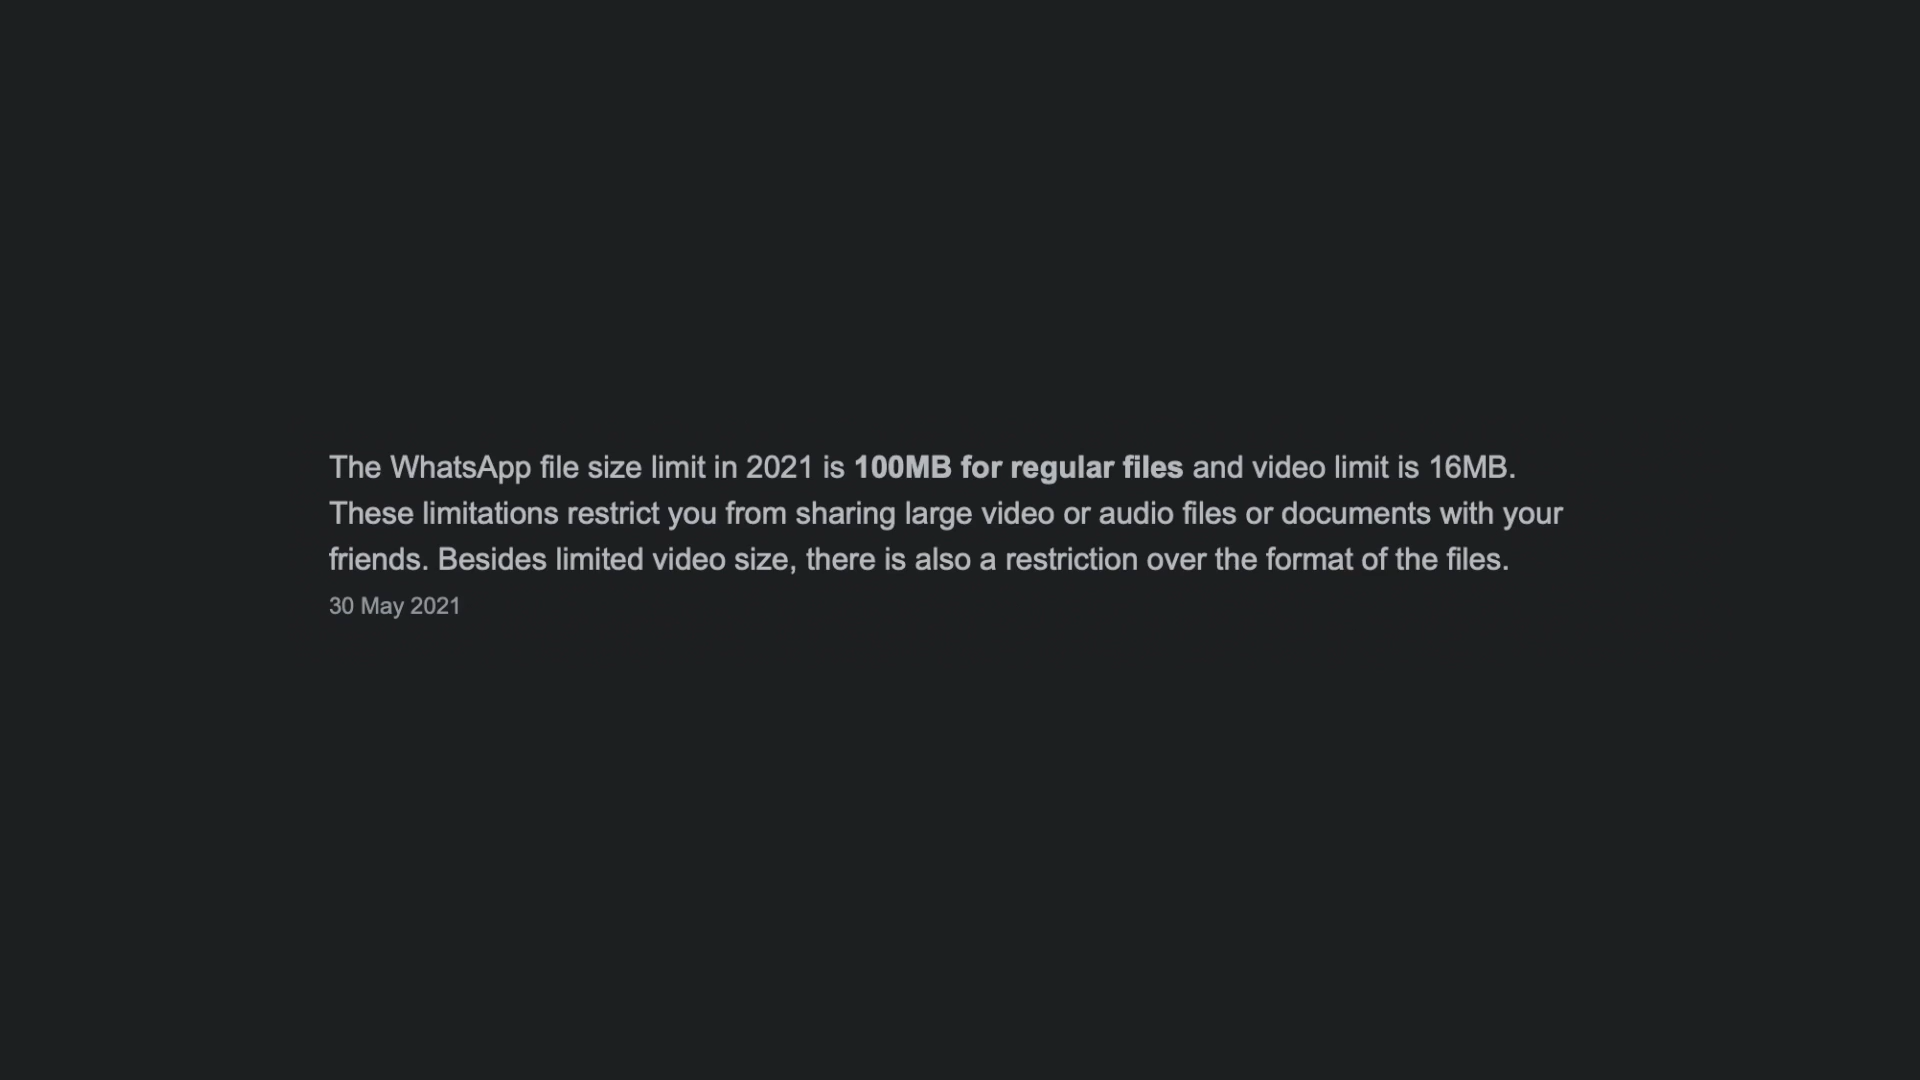 The WhatsApp file size limit in 2021 is 100MB for regular files and video limit is 16MB.
These limitations restrict you from sharing large video or audio files or documents with your
friends. Besides limited video size, there is also a restriction over the format of the files.
30 May 2021